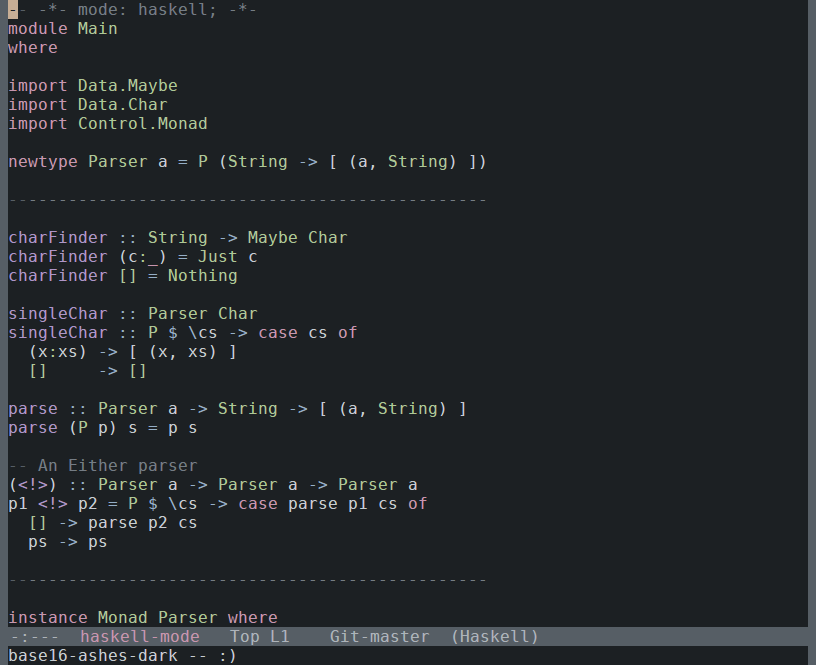 -- -*- mode: haskell; -*-
module Main
where

import Data.Maybe
import Data.Char
import Control.Monad

newtype Parser a = P (String -> [ (a, String) ])

------------------------------------------------

charFinder :: String -> Maybe Char
charFinder (c:_) = Just c
charFinder [] = Nothing

singleChar :: Parser Char
singleChar :: P $ \cs -> case cs of
  (x:xs) -> [ (x, xs) ]
  []     -> []

parse :: Parser a -> String -> [ (a, String) ]
parse (P p) s = p s

-- An Either parser
(<!>) :: Parser a -> Parser a -> Parser a
p1 <!> p2 = P $ \cs -> case parse p1 cs of
  [] -> parse p2 cs
  ps -> ps

------------------------------------------------

instance Monad Parser where
-:---  haskell-mode   Top L1    Git-master  (Haskell)
base16-ashes-dark -- :)